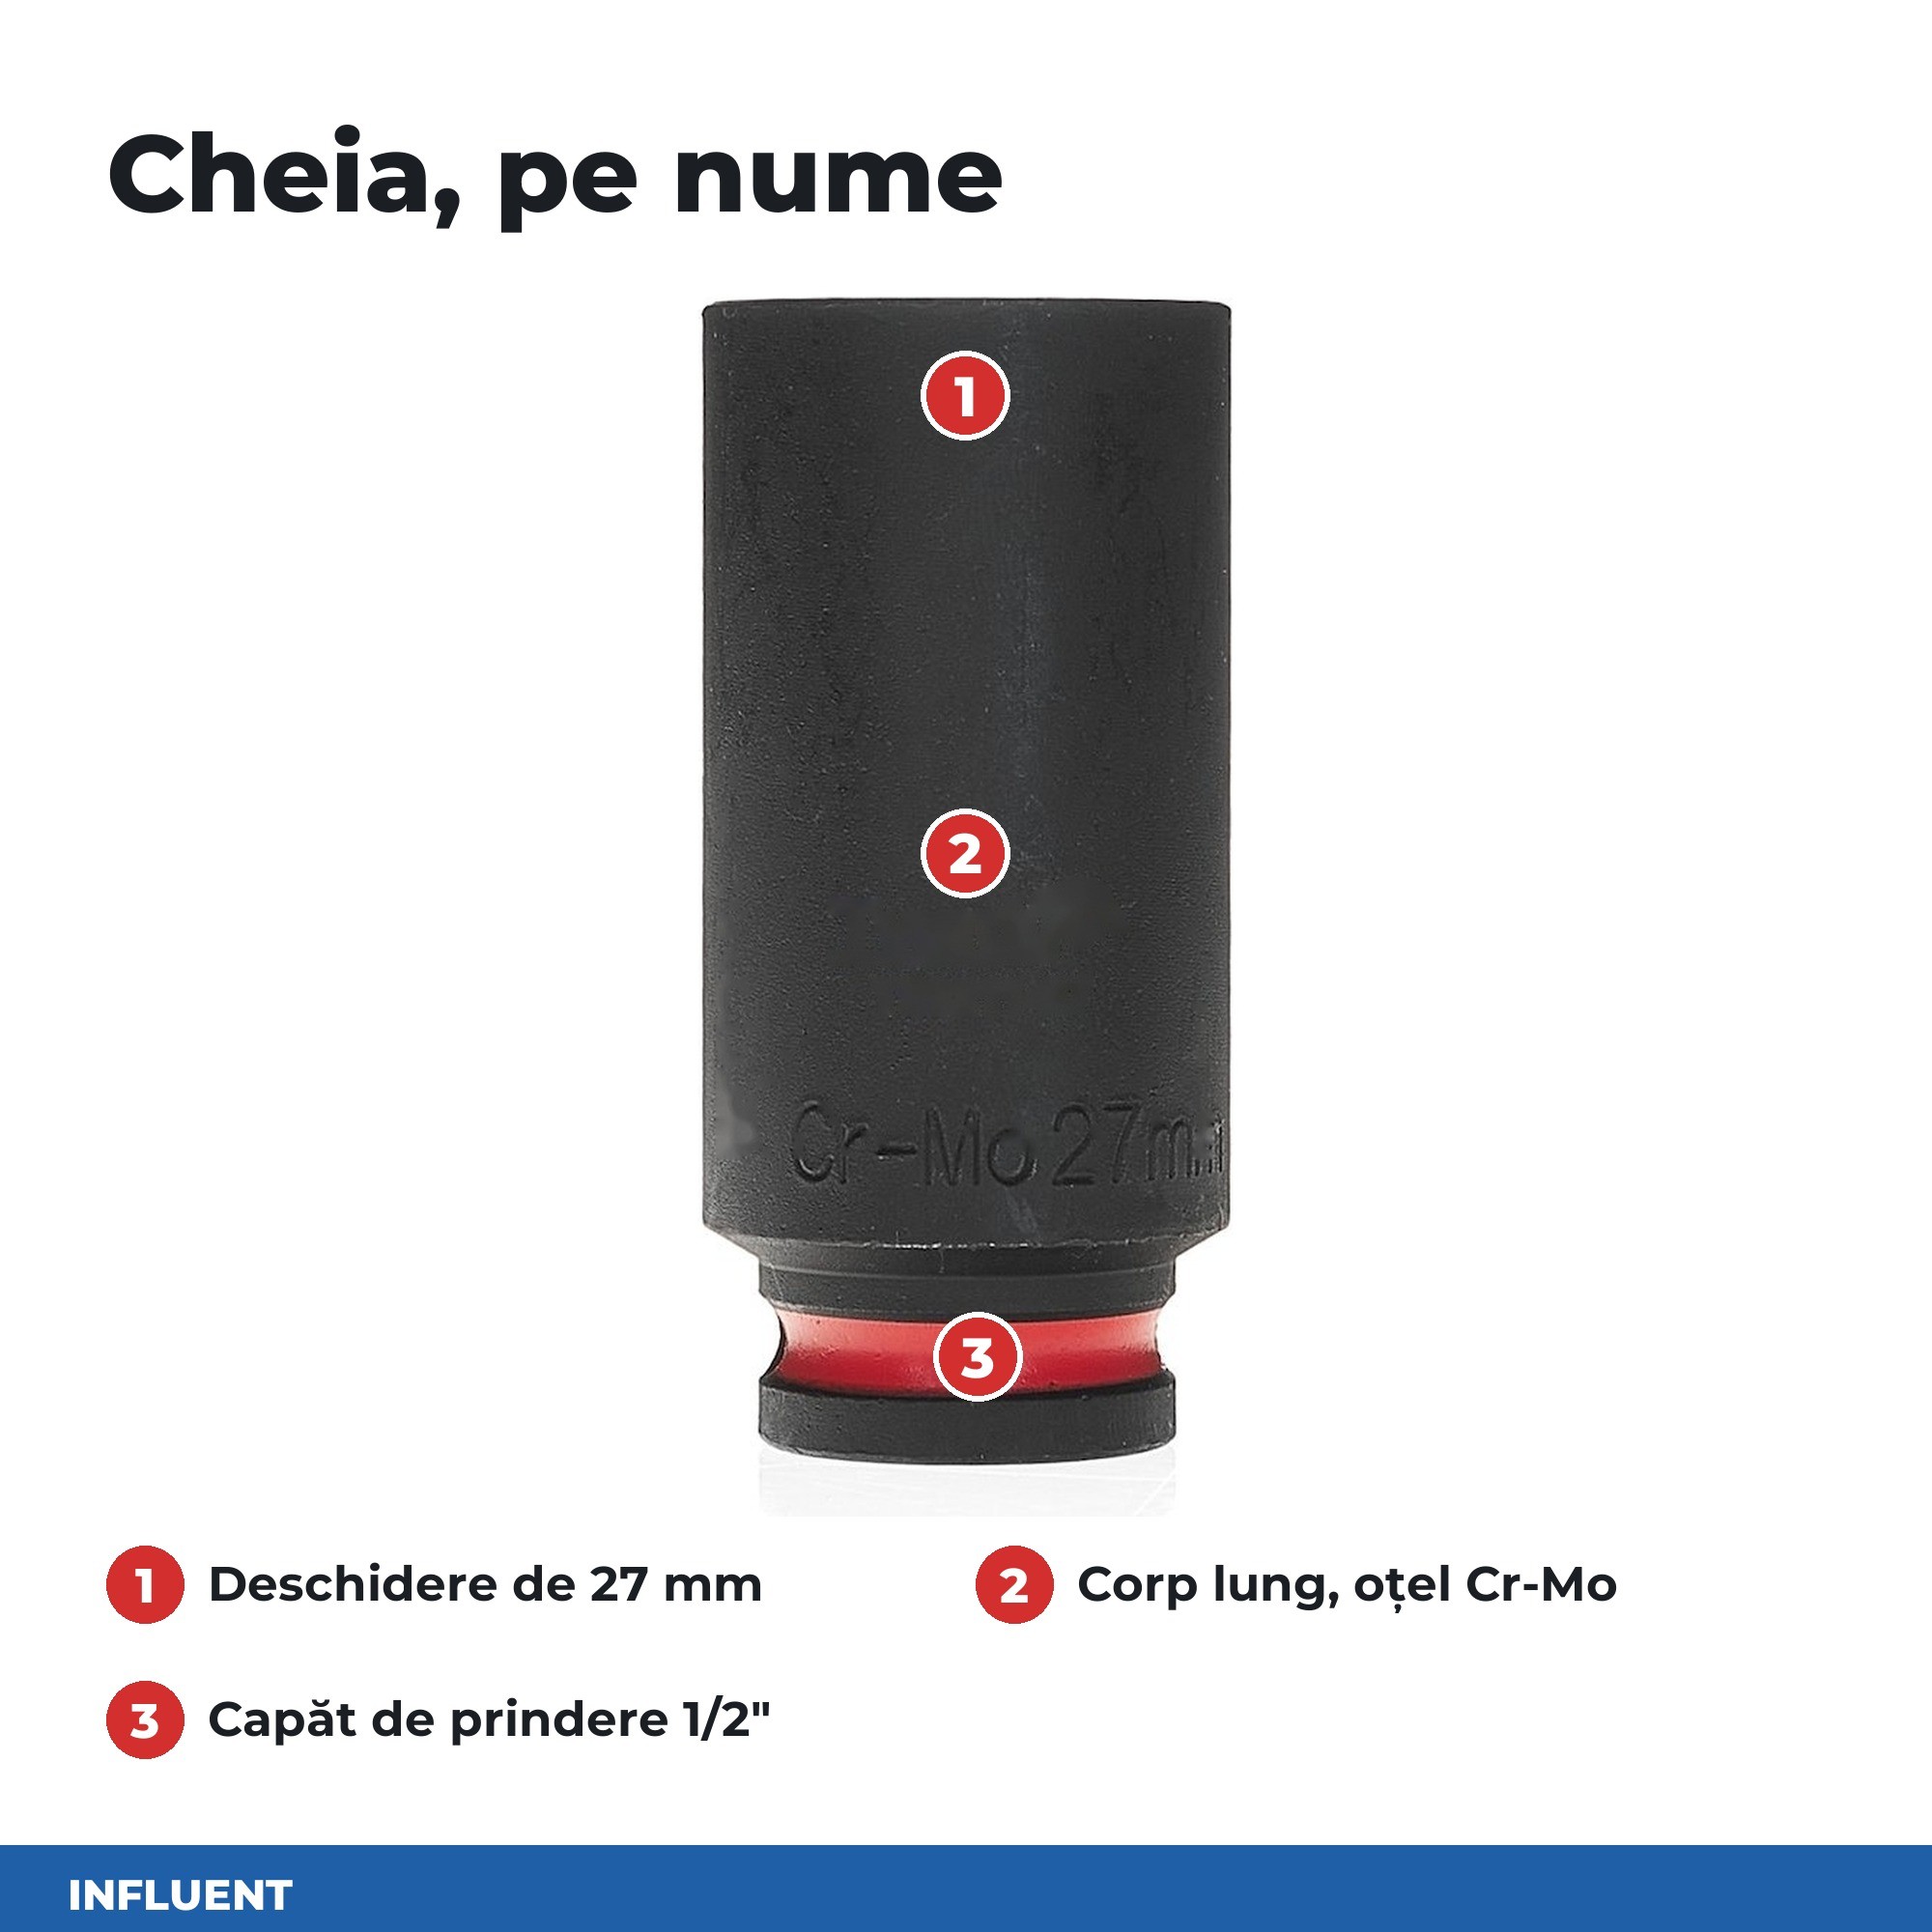 Cheia, pe nume
1
2
Cr-Mo 27m
3
1 Deschidere de 27 mm
2 Corp lung, oțel Cr-Mo
3 Capăt de prindere 1/2"
INFLUENT